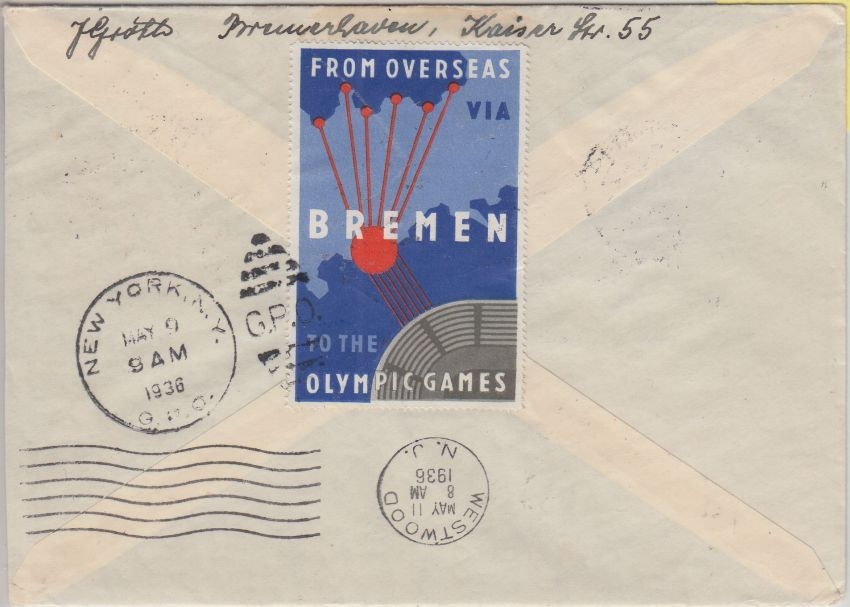 JGröth Bremerhaven, Kaiser Str. 55
FROM OVERSEAS
VIA
BREMEN
TO THE
OLYMPIC GAMES
NEW YORK, N.Y.
MAY 9
9 AM
1936
G.P.O.
G.P.O.
WESTWOOD
MAY 11
8 AM
1936
N.J.